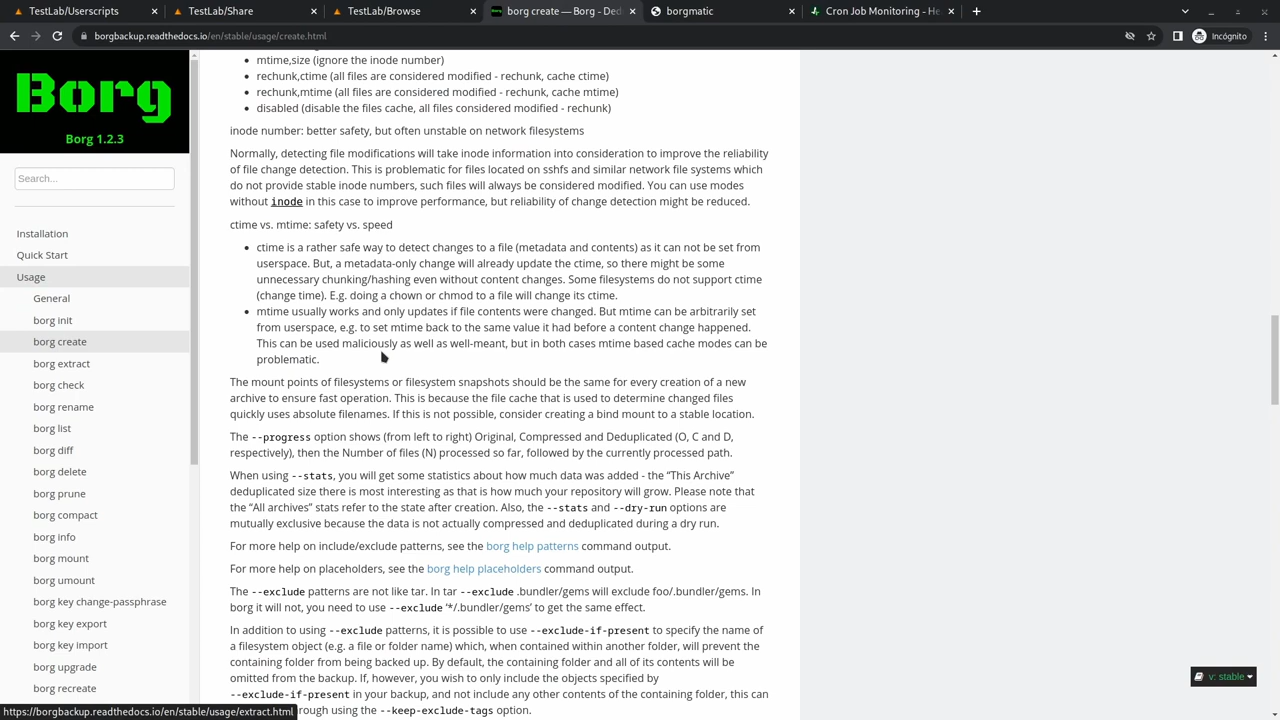 TestLab/Userscripts
TestLab/Share
TestLab/Browse
borg create — Borg - Ded
borgmatic
Cron Job Monitoring - He
borgbackup.readthedocs.io/en/stable/usage/create.html
Incógnito
Borg
Borg 1.2.3
Search...
Installation
Quick Start
Usage
General
borg init
borg create
borg extract
borg check
borg rename
borg list
borg diff
borg delete
borg prune
borg compact
borg info
borg mount
borg umount
borg key change-passphrase
borg key export
borg key import
borg upgrade
borg recreate
mtime,size (ignore the inode number)
rechunk,ctime (all files are considered modified - rechunk, cache ctime)
rechunk,mtime (all files are considered modified - rechunk, cache mtime)
disabled (disable the files cache, all files considered modified - rechunk)
inode number: better safety, but often unstable on network filesystems
Normally, detecting file modifications will take inode information into consideration to improve the reliability
of file change detection. This is problematic for files located on sshfs and similar network file systems which
do not provide stable inode numbers, such files will always be considered modified. You can use modes
without inode in this case to improve performance, but reliability of change detection might be reduced.
ctime vs. mtime: safety vs. speed
ctime is a rather safe way to detect changes to a file (metadata and contents) as it can not be set from
userspace. But, a metadata-only change will already update the ctime, so there might be some
unnecessary chunking/hashing even without content changes. Some filesystems do not support ctime
(change time). E.g. doing a chown or chmod to a file will change its ctime.
mtime usually works and only updates if file contents were changed. But mtime can be arbitrarily set
from userspace, e.g. to set mtime back to the same value it had before a content change happened.
This can be used maliciously as well as well-meant, but in both cases mtime based cache modes can be
problematic.
The mount points of filesystems or filesystem snapshots should be the same for every creation of a new
archive to ensure fast operation. This is because the file cache that is used to determine changed files
quickly uses absolute filenames. If this is not possible, consider creating a bind mount to a stable location.
The --progress option shows (from left to right) Original, Compressed and Deduplicated (O, C and D,
respectively), then the Number of files (N) processed so far, followed by the currently processed path.
When using --stats, you will get some statistics about how much data was added - the “This Archive”
deduplicated size there is most interesting as that is how much your repository will grow. Please note that
the “All archives” stats refer to the state after creation. Also, the --stats and --dry-run options are
mutually exclusive because the data is not actually compressed and deduplicated during a dry run.
For more help on include/exclude patterns, see the borg help patterns command output.
For more help on placeholders, see the borg help placeholders command output.
The --exclude patterns are not like tar. In tar --exclude .bundler/gems will exclude foo/.bundler/gems. In
borg it will not, you need to use --exclude ‘*/.bundler/gems’ to get the same effect.
In addition to using --exclude patterns, it is possible to use --exclude-if-present to specify the name of
a filesystem object (e.g. a file or folder name) which, when contained within another folder, will prevent the
containing folder from being backed up. By default, the containing folder and all of its contents will be
omitted from the backup. If, however, you wish to only include the objects specified by
--exclude-if-present in your backup, and not include any other contents of the containing folder, this can
rough using the --keep-exclude-tags option.
v: stable
https://borgbackup.readthedocs.io/en/stable/usage/extract.html